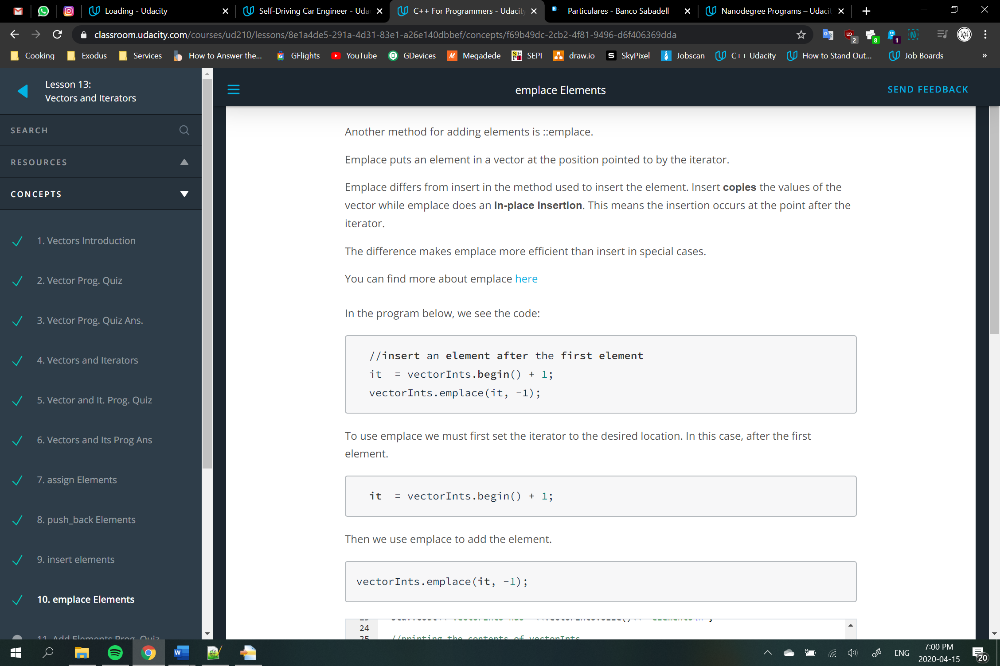 Loading - Udacity
Self-Driving Car Engineer - Uda
C++ For Programmers - Udacity
Particulares - Banco Sabadell
Nanodegree Programs – Udacit
classroom.udacity.com/courses/ud210/lessons/8e1a4de5-291a-4d31-83e1-a26e140dbbef/concepts/f69b49dc-2cb2-4f81-9496-d6f406369dda
2
8
1
Cooking
Exodus
Services
How to Answer the...
GFlights
YouTube
GDevices
Megadede
SEPI
draw.io
SkyPixel
Jobscan
C++ Udacity
How to Stand Out...
Job Boards
»
Lesson 13:
Vectors and Iterators
emplace Elements
SEND FEEDBACK
SEARCH
RESOURCES
CONCEPTS
1. Vectors Introduction
2. Vector Prog. Quiz
3. Vector Prog. Quiz Ans.
4. Vectors and Iterators
5. Vector and It. Prog. Quiz
6. Vectors and Its Prog Ans
7. assign Elements
8. push_back Elements
9. insert elements
10. emplace Elements
11. Add Elements Prog. Quiz
Another method for adding elements is ::emplace.
Emplace puts an element in a vector at the position pointed to by the iterator.
Emplace differs from insert in the method used to insert the element. Insert copies the values of the
vector while emplace does an in-place insertion. This means the insertion occurs at the point after the
iterator.
The difference makes emplace more efficient than insert in special cases.
You can find more about emplace here
In the program below, we see the code:
//insert an element after the first element
it  = vectorInts.begin() + 1;
vectorInts.emplace(it, -1);
To use emplace we must first set the iterator to the desired location. In this case, after the first
element.
it  = vectorInts.begin() + 1;
Then we use emplace to add the element.
vectorInts.emplace(it, -1);
24
25 //printing the contents of vectorInts
ENG
7:00 PM
2020-04-15
20